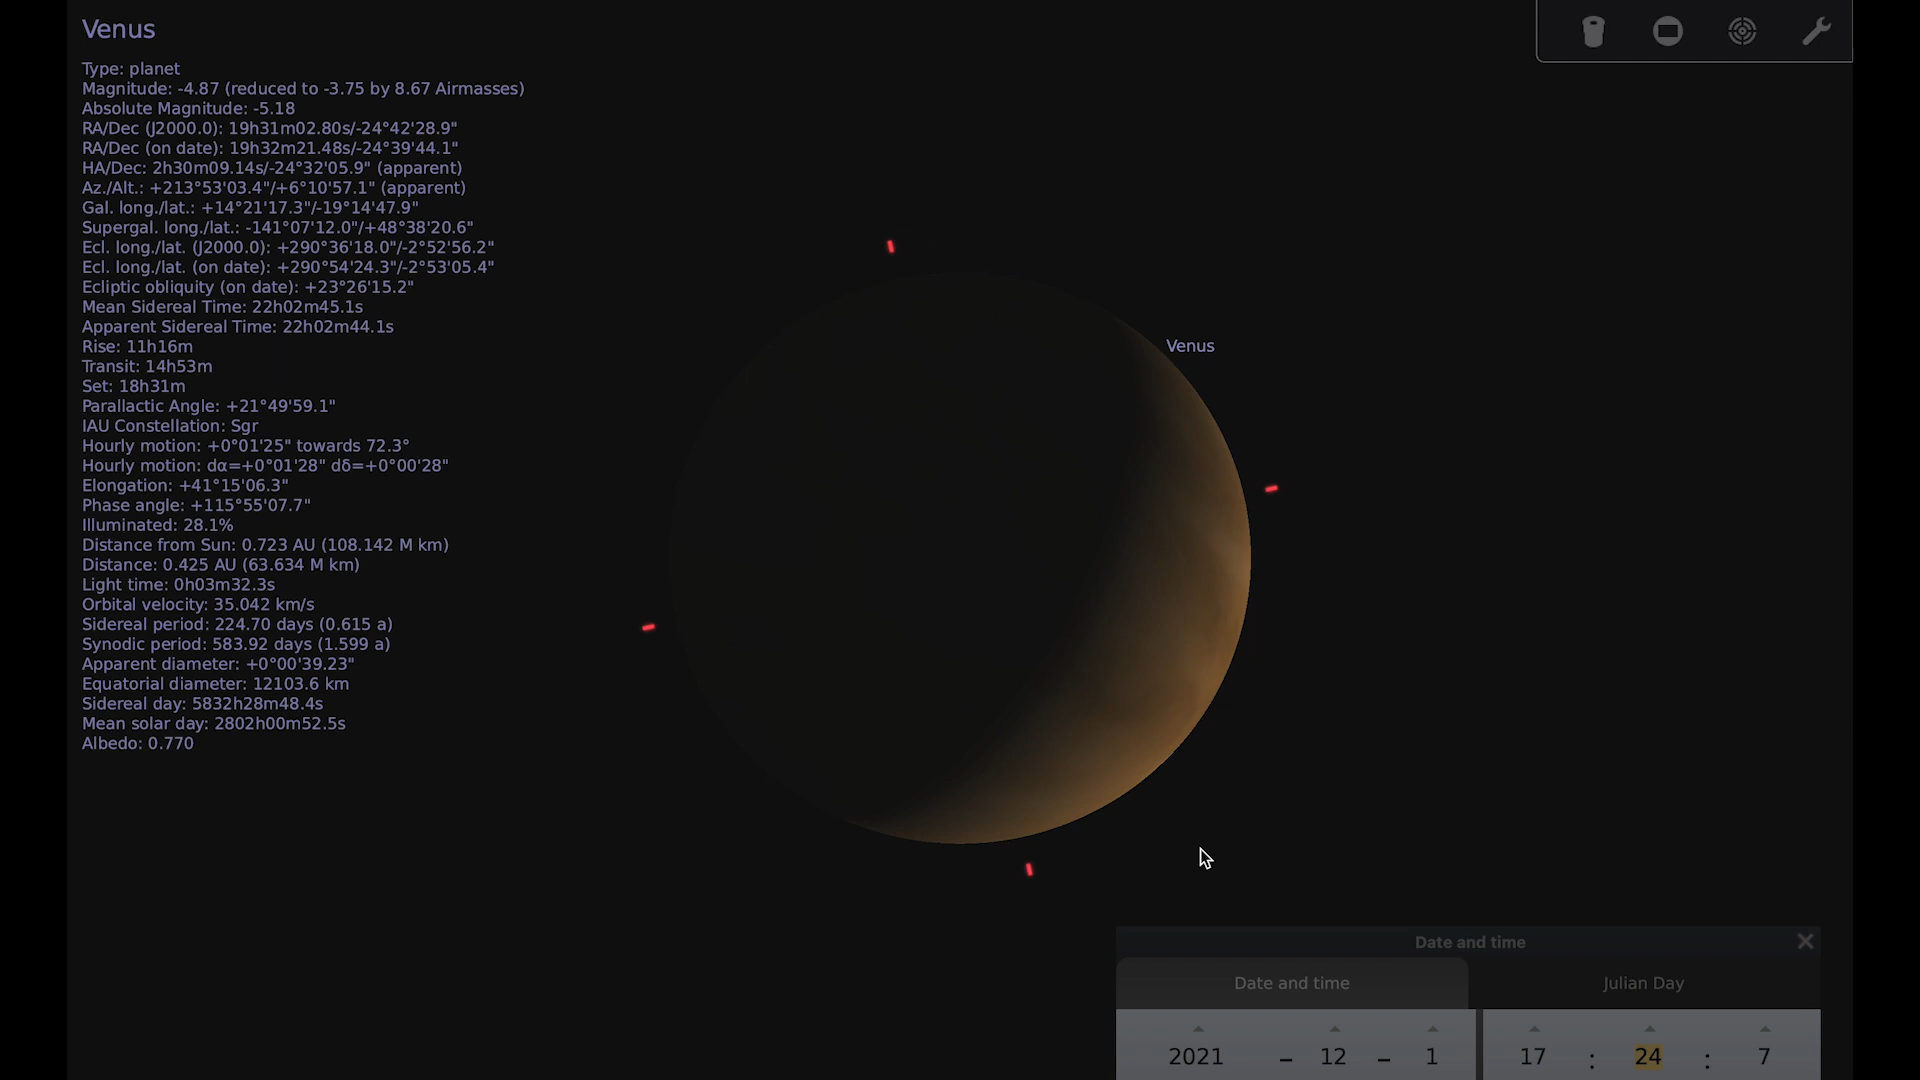 Venus
Type: planet
Magnitude: -4.87 (reduced to -3.75 by 8.67 Airmasses)
Absolute Magnitude: -5.18
RA/Dec (J2000.0): 19h31m02.80s/-24°42'28.9"
RA/Dec (on date): 19h32m21.48s/-24°39'44.1"
HA/Dec: 2h30m09.14s/-24°32'05.9" (apparent)
Az./Alt.: +213°53'03.4"/+6°10'57.1" (apparent)
Gal. long./lat.: +14°21'17.3"/-19°14'47.9"
Supergal. long./lat.: -141°07'12.0"/+48°38'20.6"
Ecl. long./lat. (J2000.0): +290°36'18.0"/-2°52'56.2"
Ecl. long./lat. (on date): +290°54'24.3"/-2°53'05.4"
Ecliptic obliquity (on date): +23°26'15.2"
Mean Sidereal Time: 22h02m45.1s
Apparent Sidereal Time: 22h02m44.1s
Rise: 11h16m
Transit: 14h53m
Set: 18h31m
Parallactic Angle: +21°49'59.1"
IAU Constellation: Sgr
Hourly motion: +0°01'25" towards 72.3°
Hourly motion: dα=+0°01'28" dδ=+0°00'28"
Elongation: +41°15'06.3"
Phase angle: +115°55'07.7"
Illuminated: 28.1%
Distance from Sun: 0.723 AU (108.142 M km)
Distance: 0.425 AU (63.634 M km)
Light time: 0h03m32.3s
Orbital velocity: 35.042 km/s
Sidereal period: 224.70 days (0.615 a)
Synodic period: 583.92 days (1.599 a)
Apparent diameter: +0°00'39.23"
Equatorial diameter: 12103.6 km
Sidereal day: 5832h28m48.4s
Mean solar day: 2802h00m52.5s
Albedo: 0.770
Venus
Date and time
Date and time Julian Day
2021 – 12 – 1 17 : 24 : 7